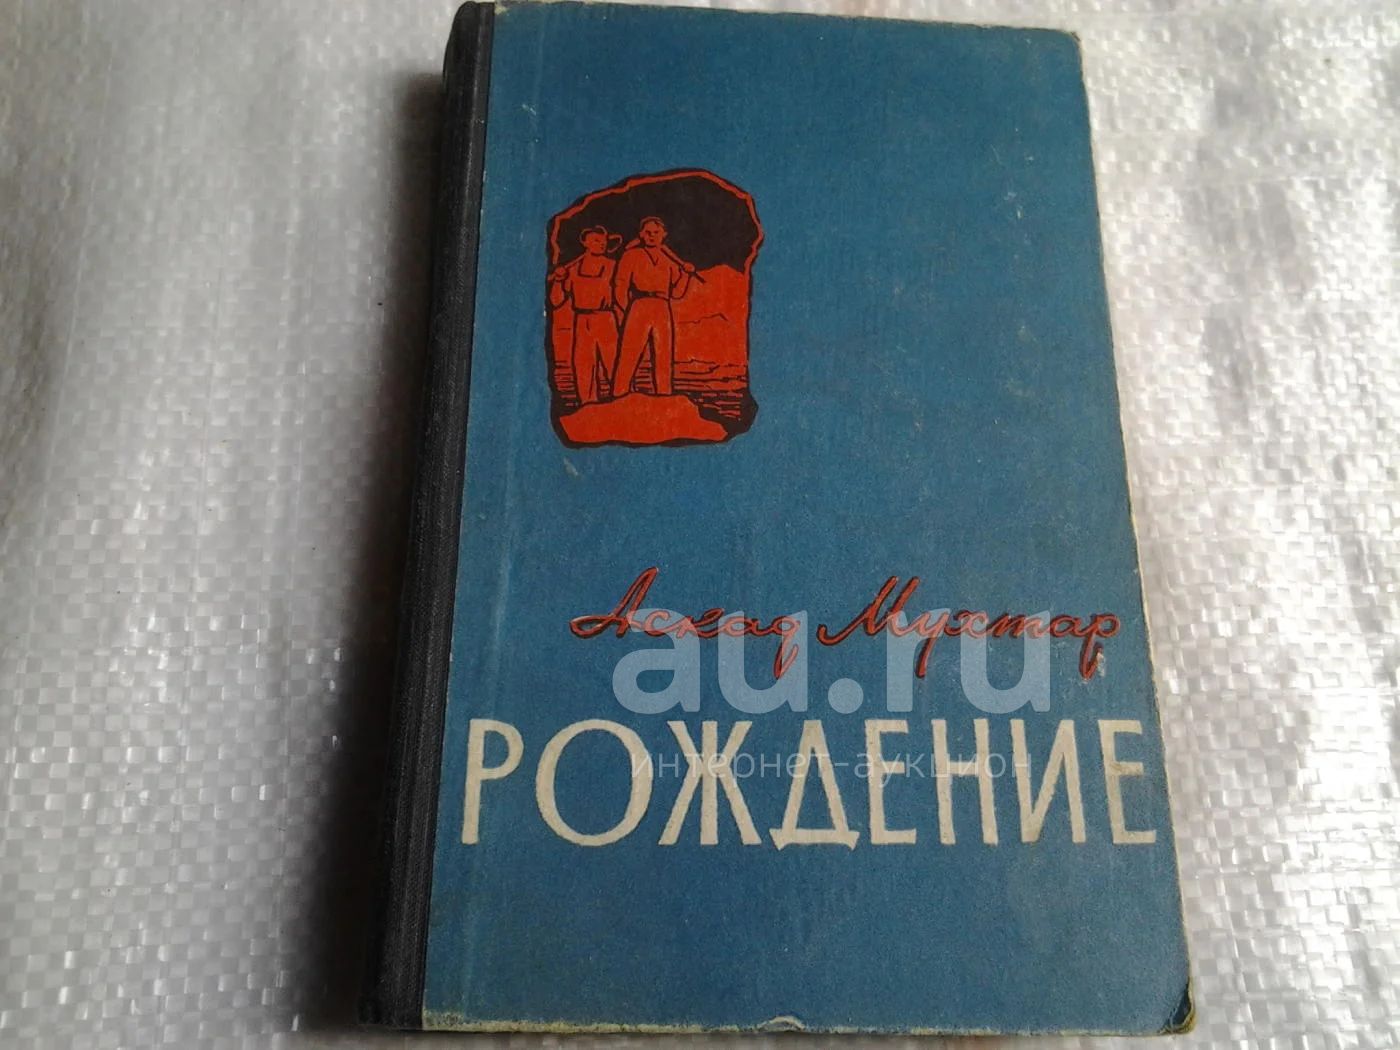 Аскад Мухтар
au.ru
РОЖДЕНИЕ
интернет-аукцион